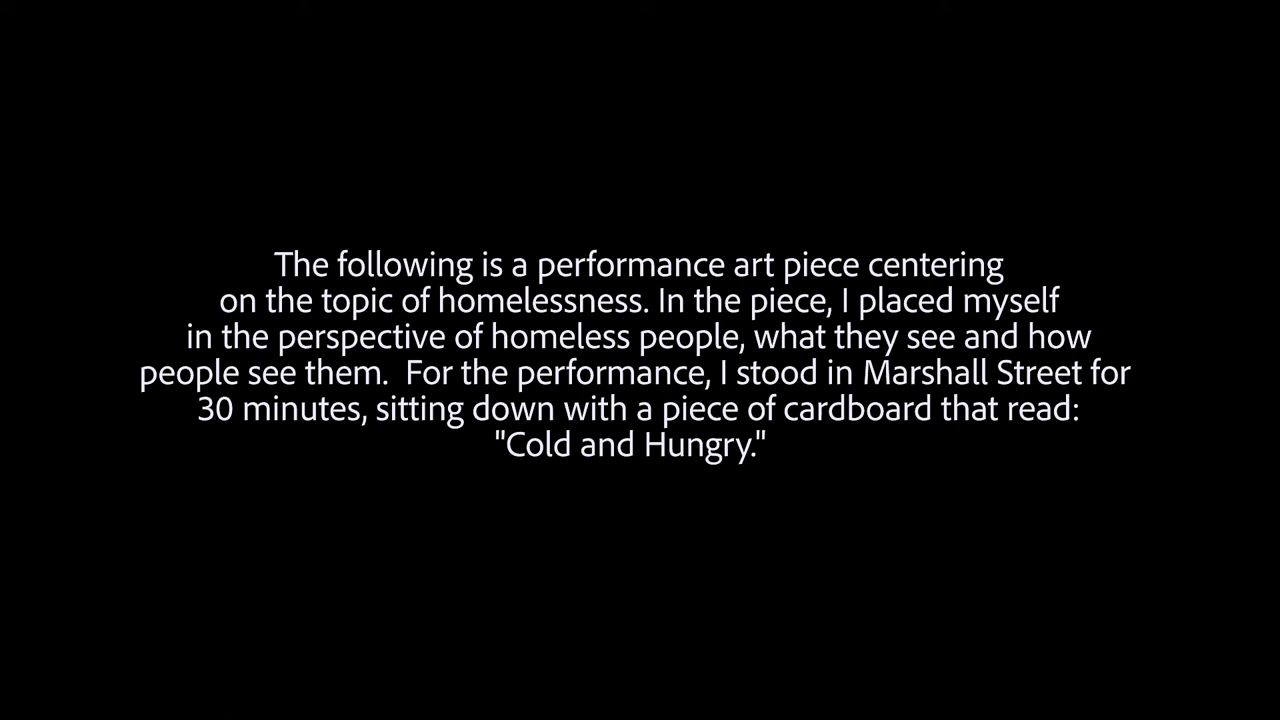 The following is a performance art piece centering
on the topic of homelessness. In the piece, I placed myself
in the perspective of homeless people, what they see and how
people see them.  For the performance, I stood in Marshall Street for
30 minutes, sitting down with a piece of cardboard that read:
"Cold and Hungry."